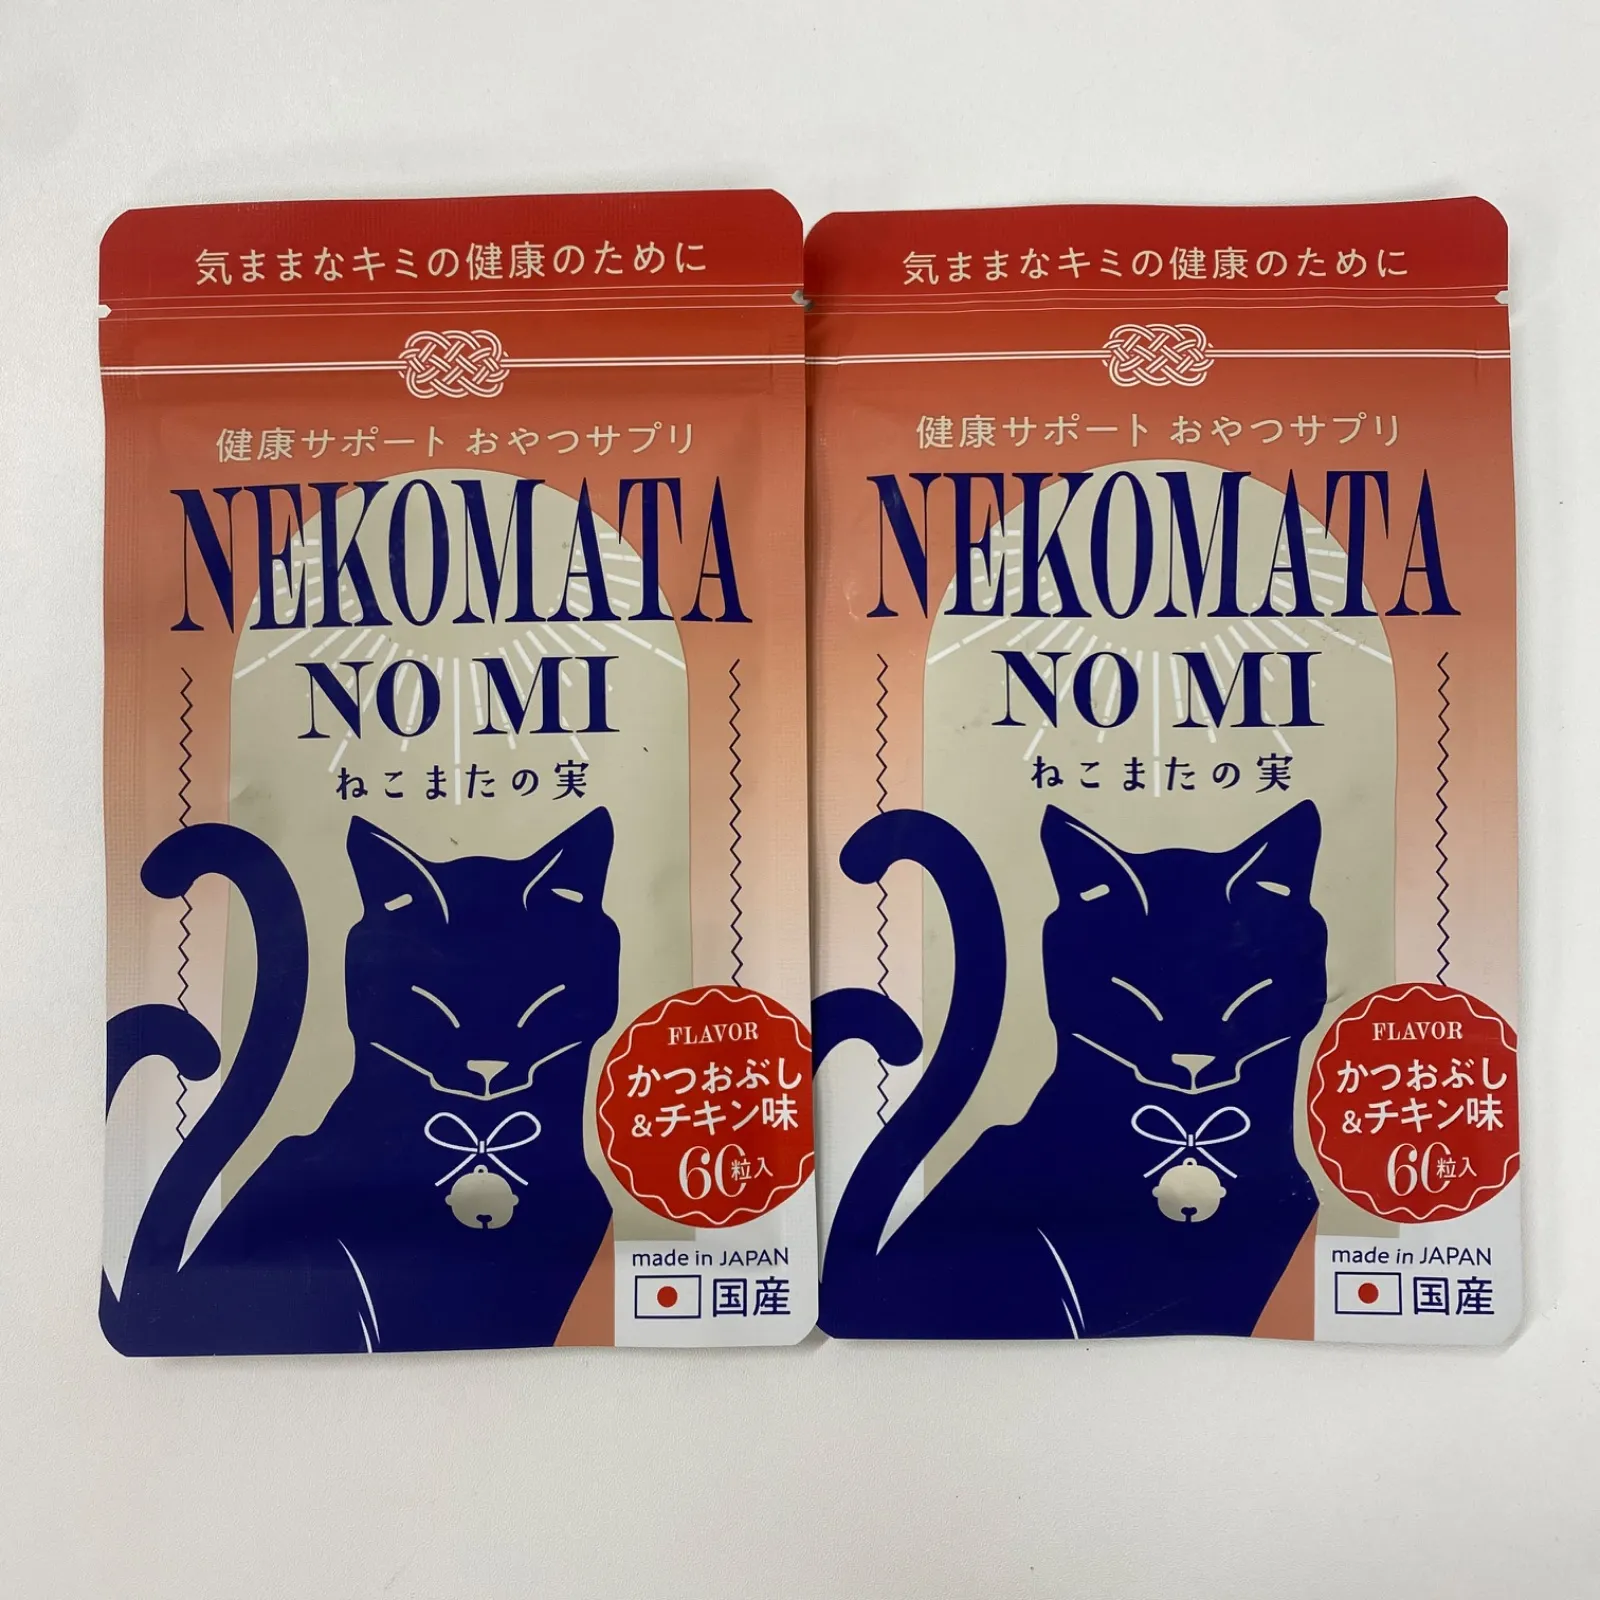 気ままなキミの健康のために
健康サポート おやつサプリ
NEKOMATA
NO MI
ねこまたの実
FLAVOR
かつおぶし
&チキン味
60粒入
made in JAPAN
国産
気ままなキミの健康のために
健康サポート おやつサプリ
NEKOMATA
NO MI
ねこまたの実
FLAVOR
かつおぶし
&チキン味
60粒入
made in JAPAN
国産